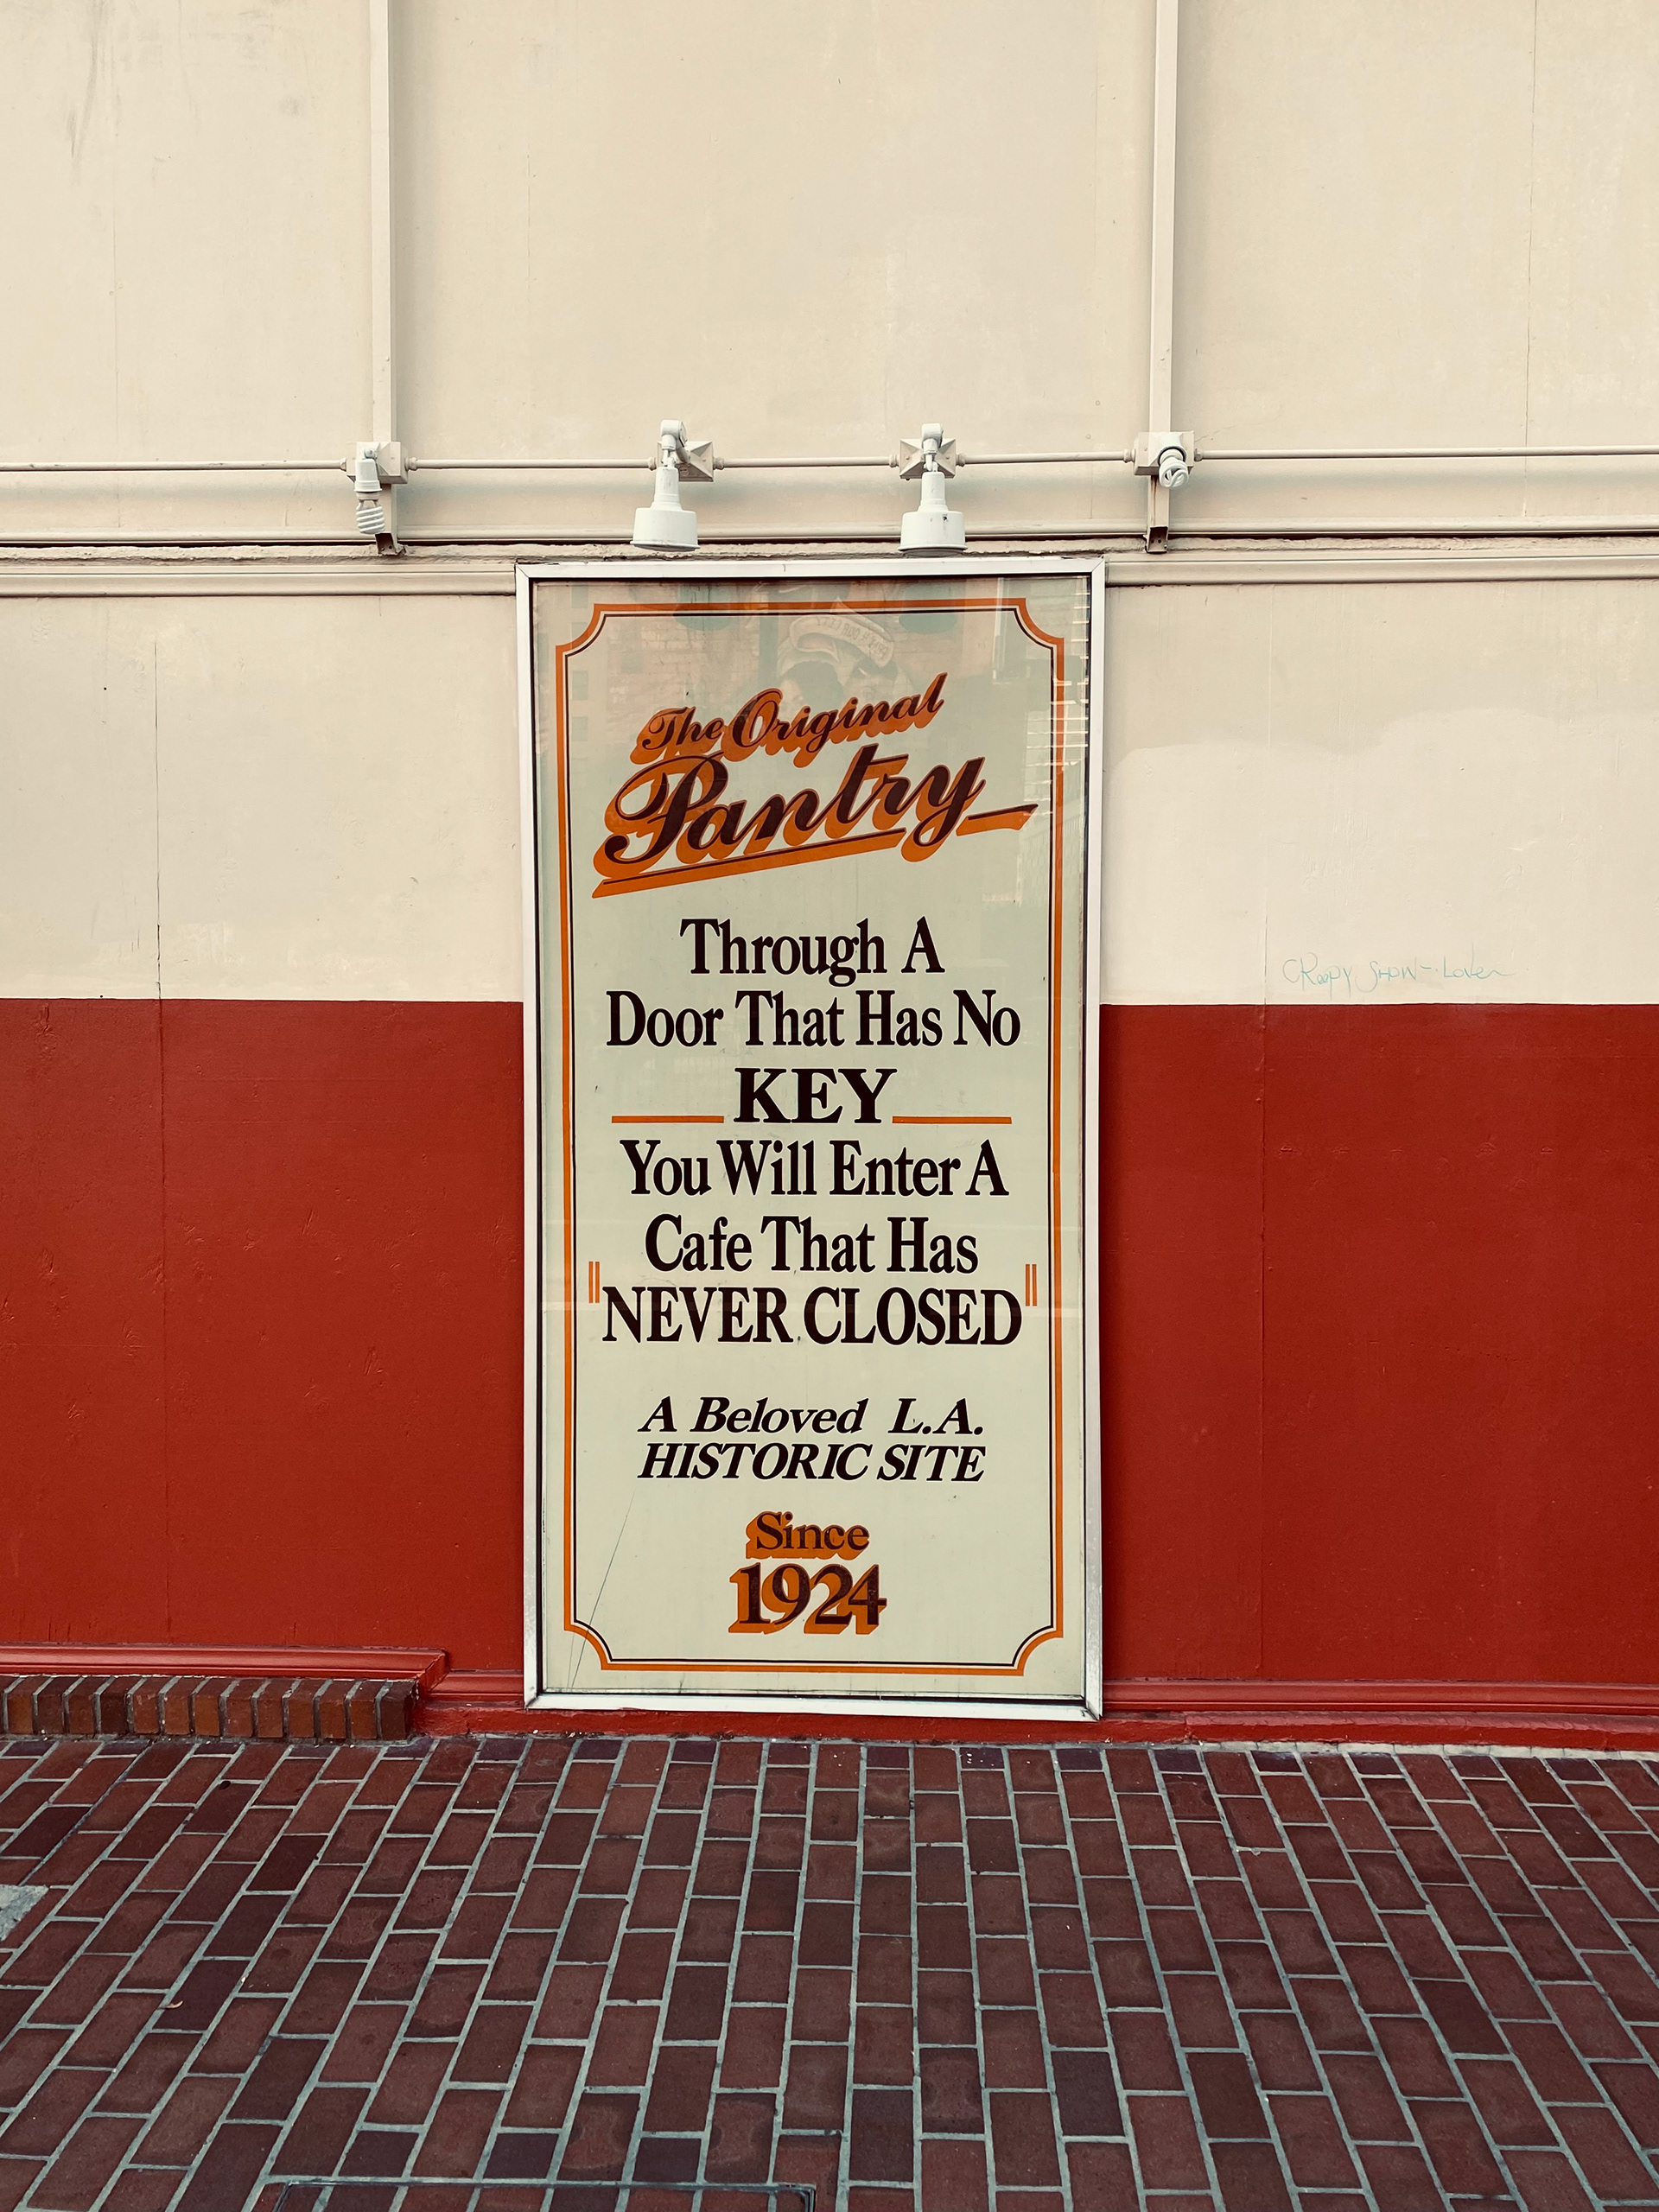 The Original
Pantry
Through A
Door That Has No
KEY
You Will Enter A
Cafe That Has
"NEVER CLOSED"
A Beloved L.A.
HISTORIC SITE
Since
1924